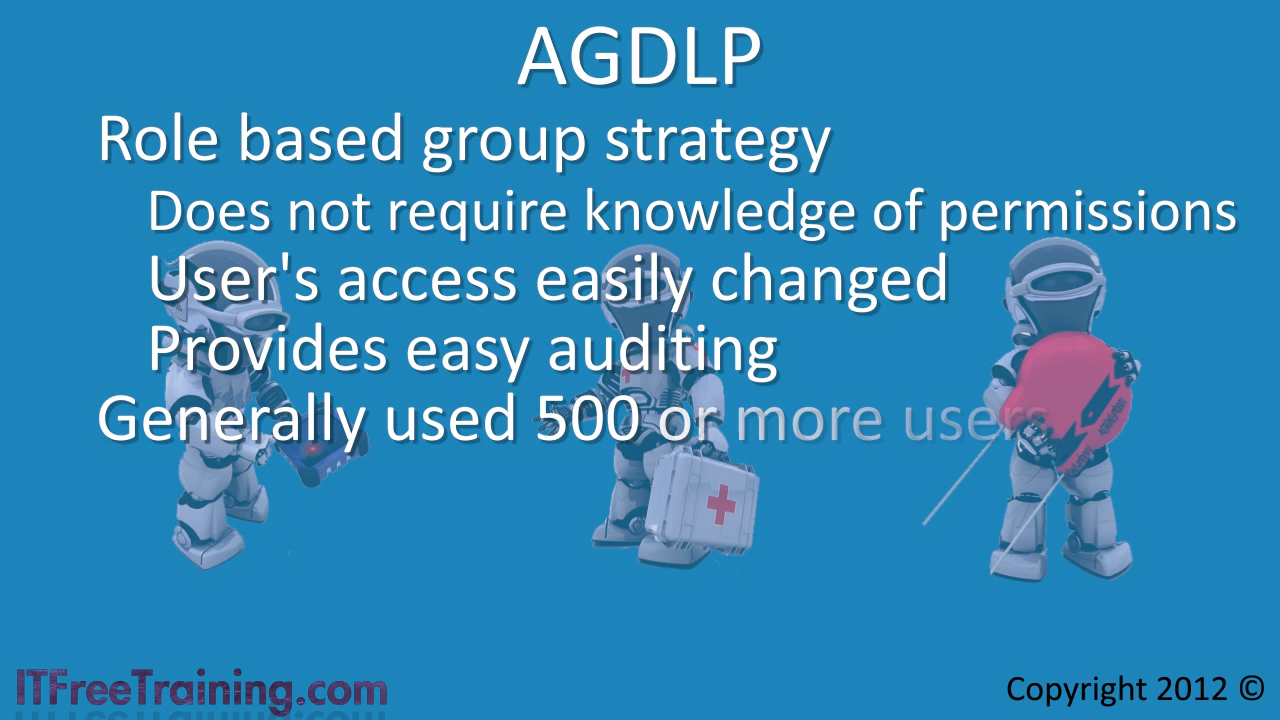 AGDLP
Role based group strategy
Does not require knowledge of permissions
User's access easily changed
Provides easy auditing
Generally used 500 or more users
ITFreeTraining.com
Copyright 2012 ©